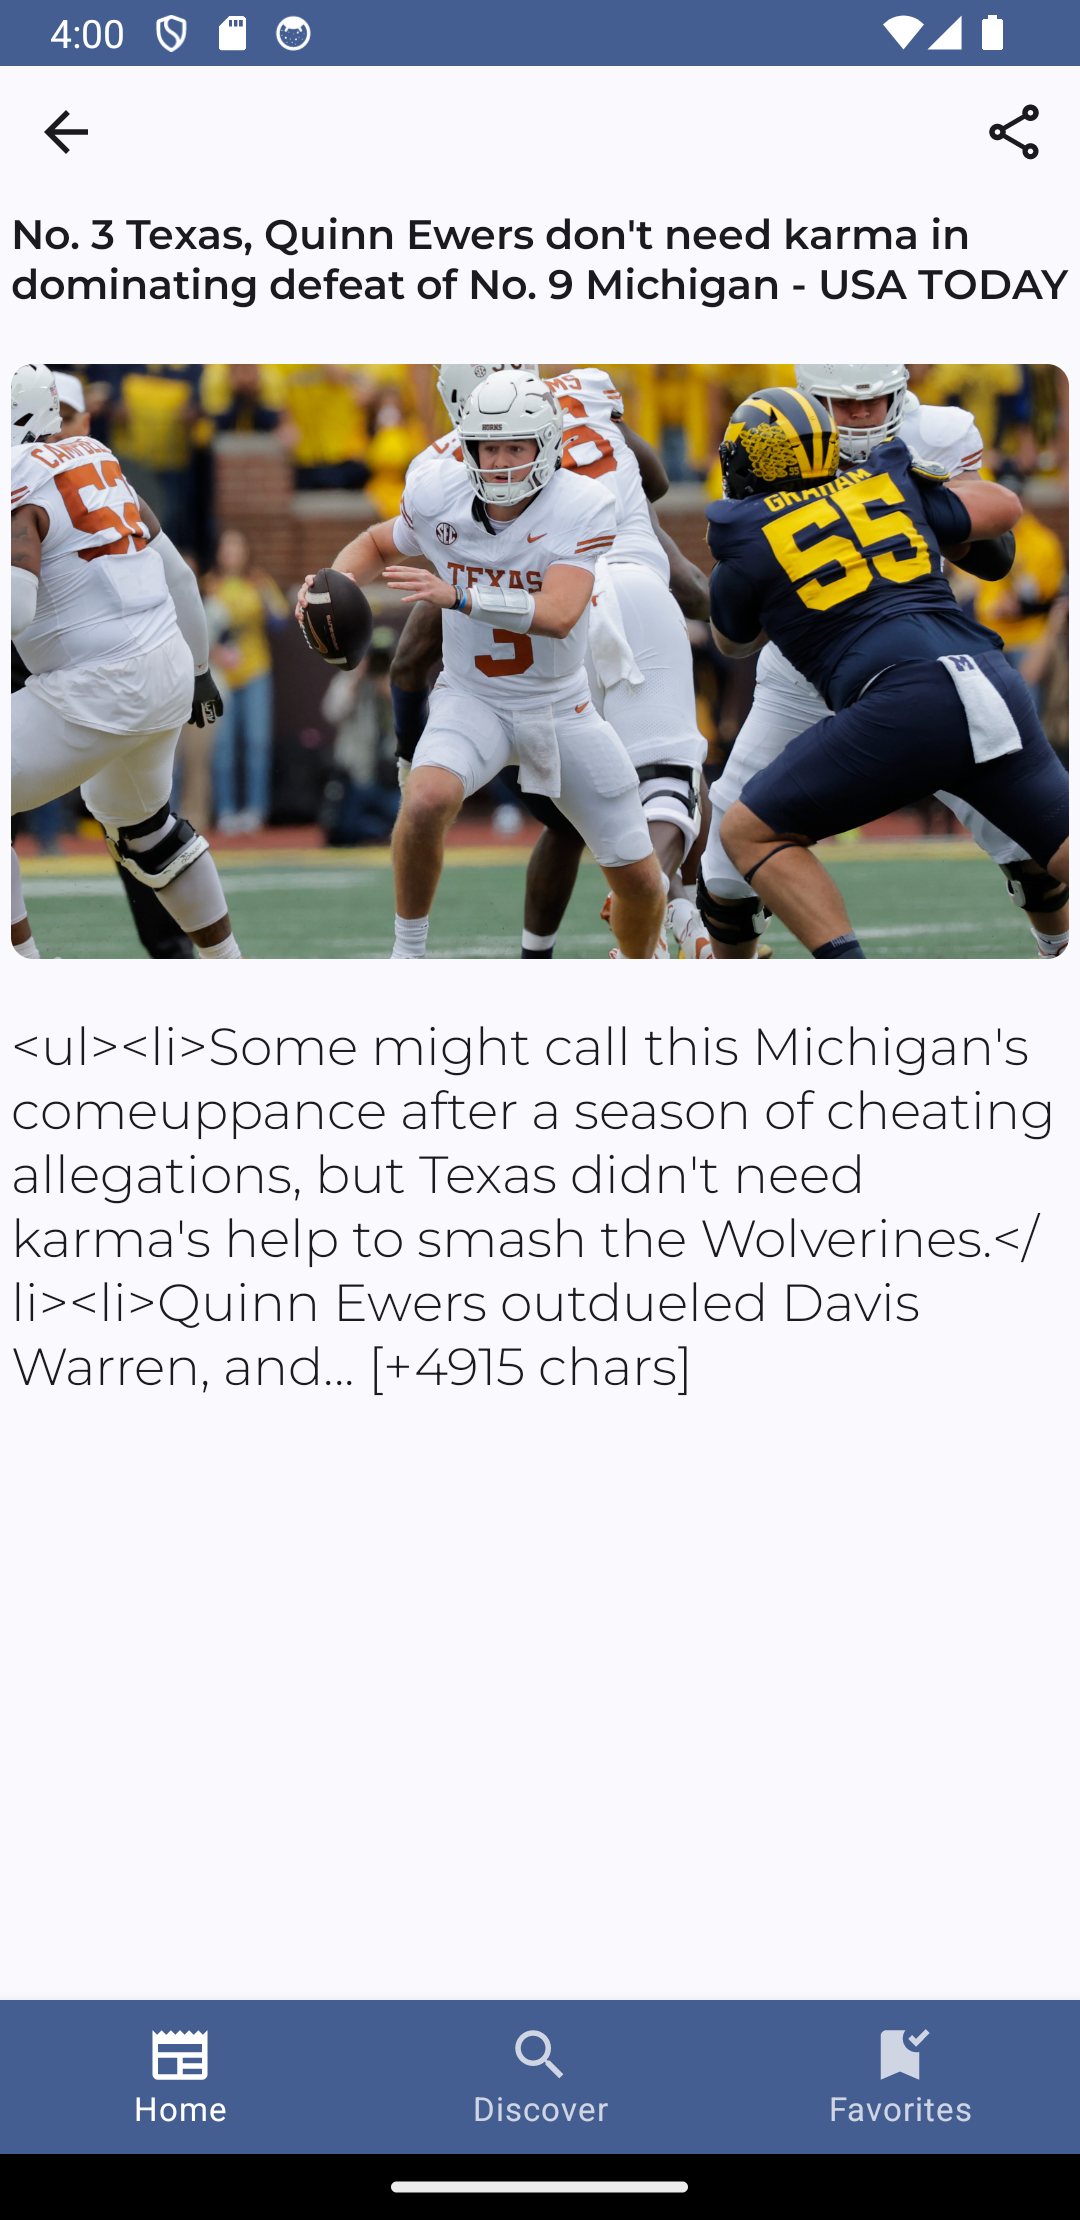 4:00
No. 3 Texas, Quinn Ewers don't need karma in
dominating defeat of No. 9 Michigan - USA TODAY
CAMPBELL
52
HORNS
SEC
TEXAS
3
GRAHAM
55
M
<ul><li>Some might call this Michigan's
comeuppance after a season of cheating
allegations, but Texas didn't need
karma's help to smash the Wolverines.</
li><li>Quinn Ewers outdueled Davis
Warren, and… [+4915 chars]
Home
Discover
Favorites